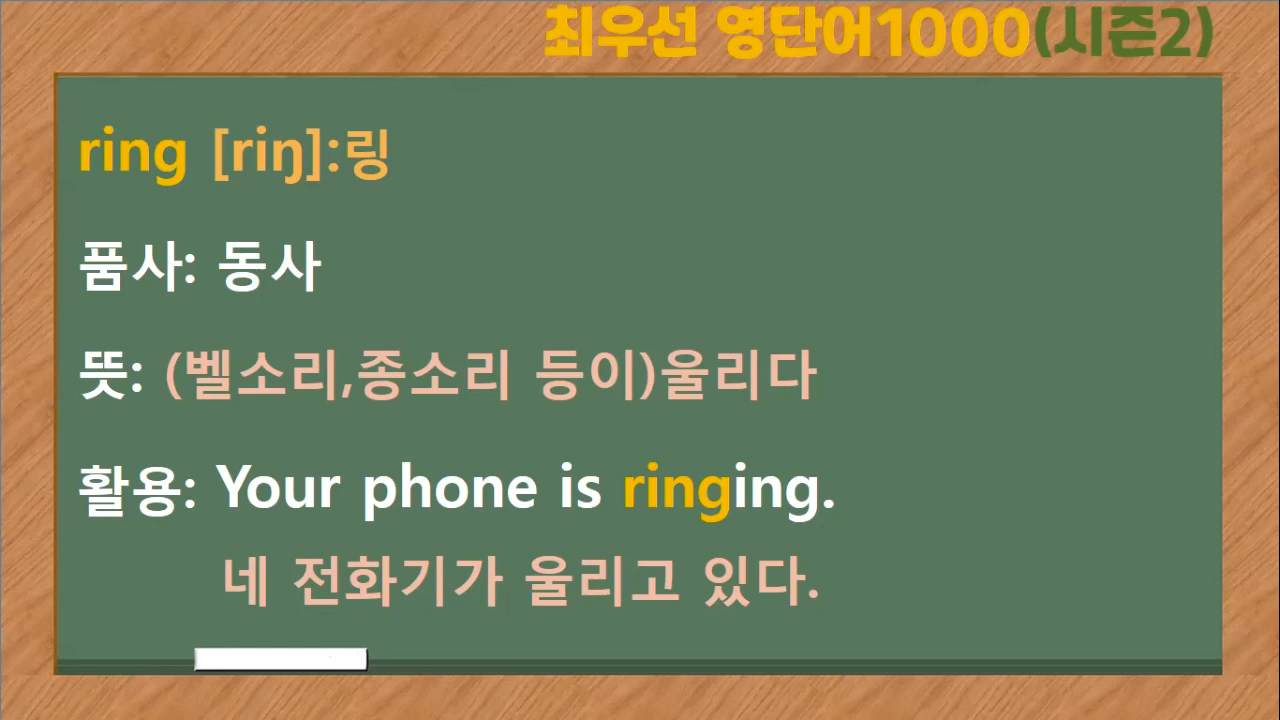 최우선 영단어1000(시즌2)
ring [riŋ]:링
품사: 동사
뜻: (벨소리,종소리 등이)울리다
활용: Your phone is ringing.
네 전화기가 울리고 있다.